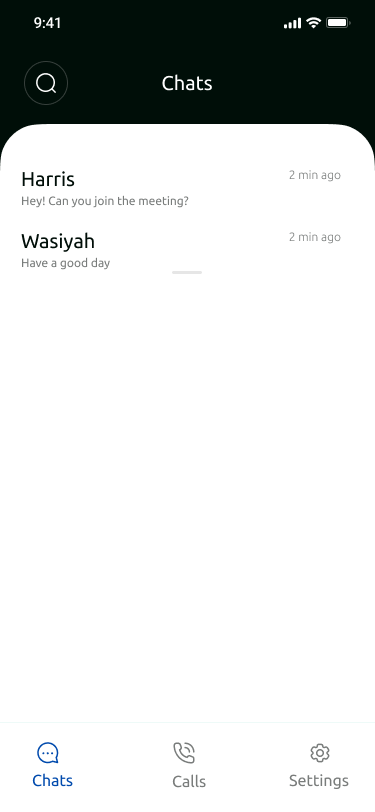 9:41
Chats
Harris
2 min ago
Hey! Can you join the meeting?
Wasiyah
2 min ago
Have a good day
Chats
Calls
Settings